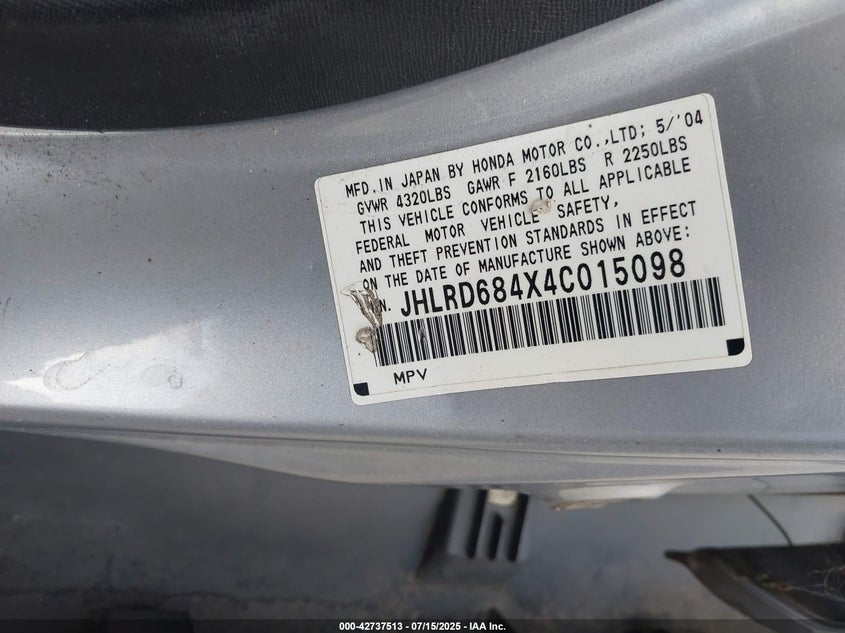 MFD.IN JAPAN BY HONDA MOTOR CO.,LTD; 5/'04
GVWR 4320LBS GAWR F 2160LBS R 2250LBS
THIS VEHICLE CONFORMS TO ALL APPLICABLE
FEDERAL MOTOR VEHICLE SAFETY,
AND THEFT PREVENTION STANDARDS IN EFFECT
ON THE DATE OF MANUFACTURE SHOWN ABOVE:
JHLRD684X4C015098
MPV
000-42737513 - 07/15/2025 - IAA Inc.